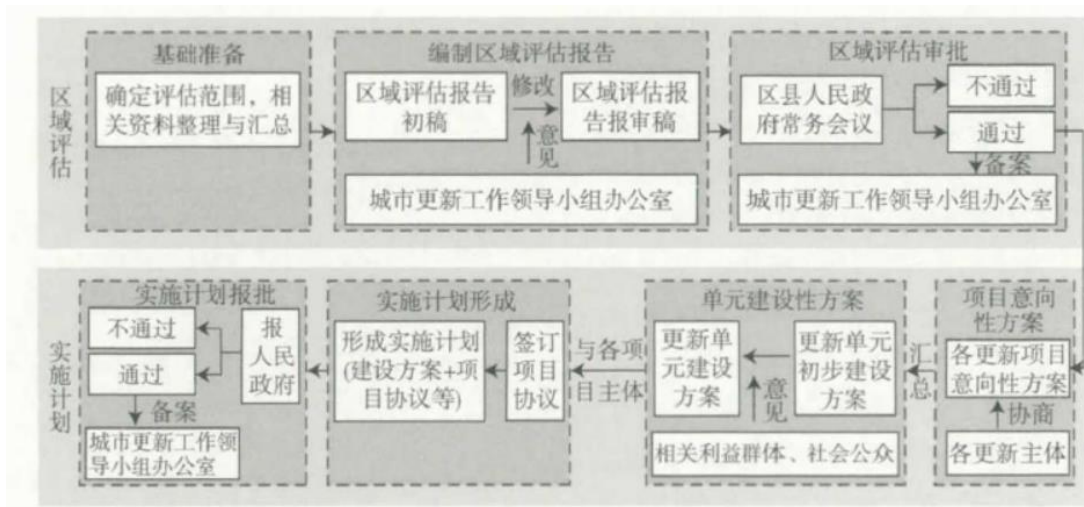 区域评估
基础准备
确定评估范围，相
关资料整理与汇总
编制区域评估报告
区域评估报告
初稿
修改
意见
区域评估报
告报审稿
城市更新工作领导小组办公室
区域评估审批
区县人民政
府常务会议
不通过
通过
备案
城市更新工作领导小组办公室
实施计划
项目意向
性方案
各更新项目
意向性方案
协商
各更新主体
汇总
单元建设性方案
更新单元
初步建设
方案
意见
更新单
元建设
方案
相关利益群体、社会公众
与各项
目主体
实施计划形成
签订
项目
协议
形成实施计划
(建设方案+项
目协议等)
实施计划报批
报
人民
政府
不通过
通过
备案
城市更新工作领
导小组办公室